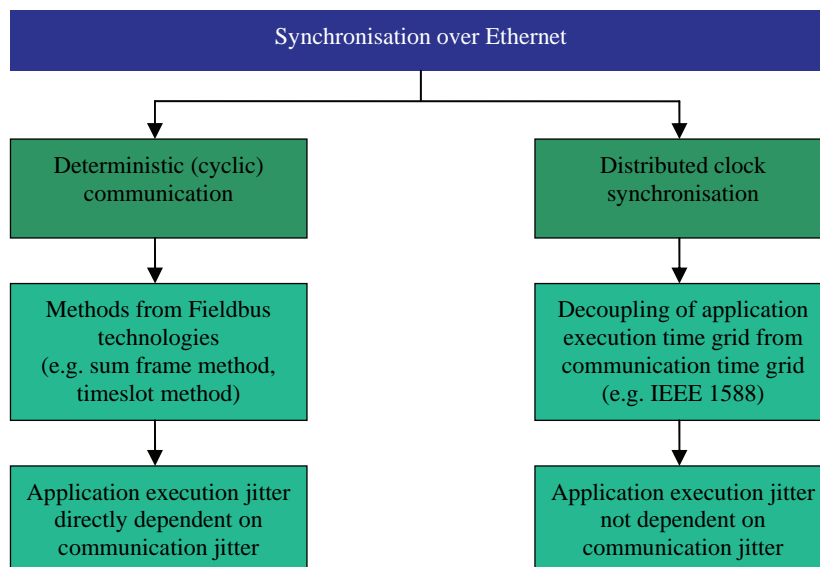 Synchronisation over Ethernet
Deterministic (cyclic)
communication
Distributed clock
synchronisation
Methods from Fieldbus
technologies
(e.g. sum frame method,
timeslot method)
Decoupling of application
execution time grid from
communication time grid
(e.g. IEEE 1588)
Application execution jitter
directly dependent on
communication jitter
Application execution jitter
not dependent on
communication jitter